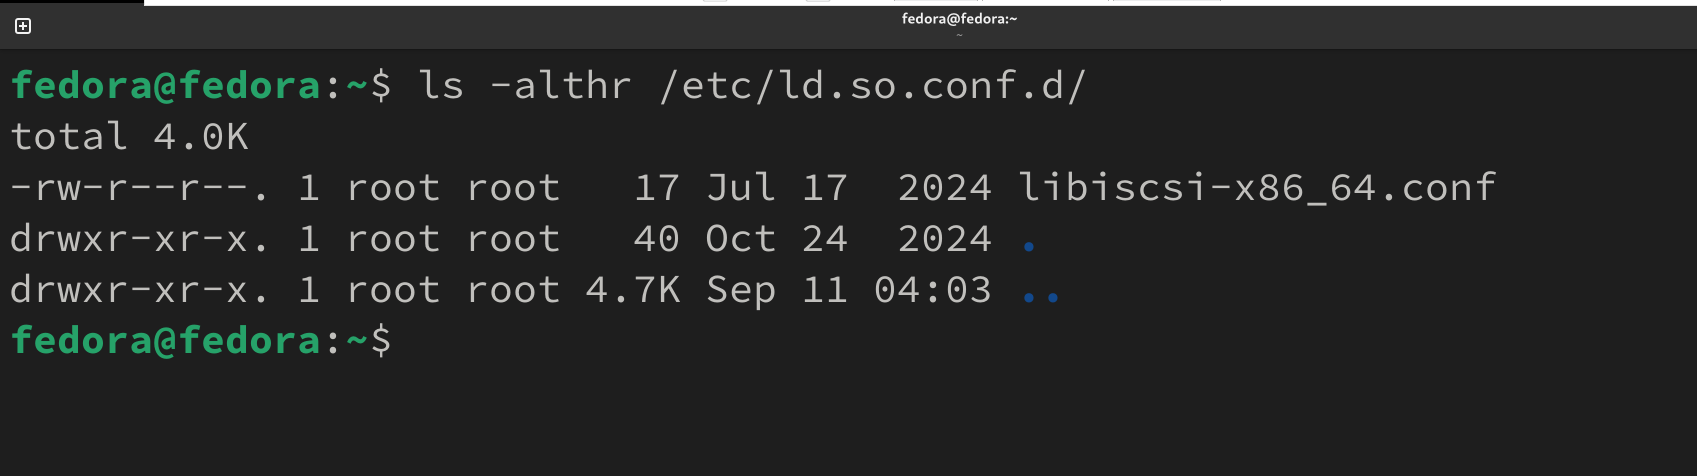 fedora@fedora:~
~
fedora@fedora:~$ ls -althr /etc/ld.so.conf.d/
total 4.0K
-rw-r--r--. 1 root root   17 Jul 17  2024 libiscsi-x86_64.conf
drwxr-xr-x. 1 root root   40 Oct 24  2024 .
drwxr-xr-x. 1 root root 4.7K Sep 11 04:03 ..
fedora@fedora:~$